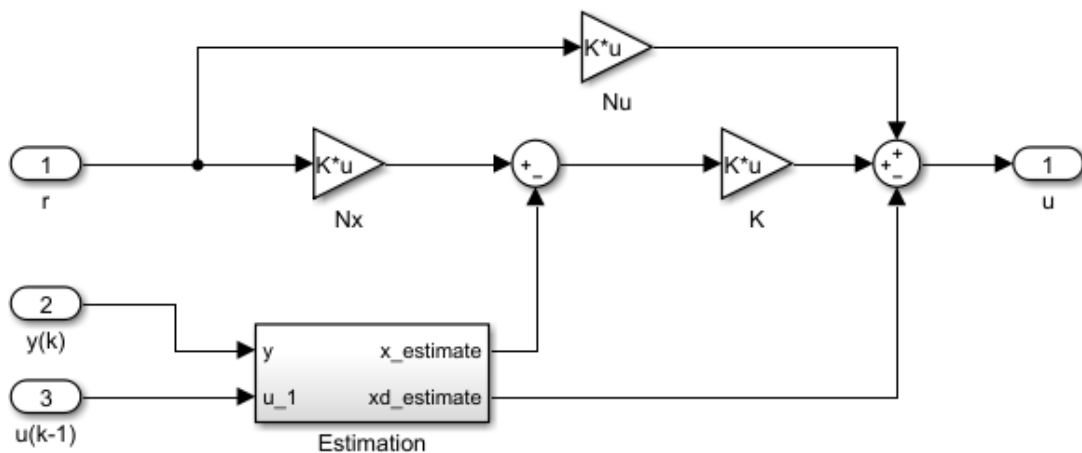 K*u
Nu
1
r
K*u
Nx
+
-
K*u
K
+
+
-
1
u
2
y(k)
3
u(k-1)
y
x_estimate
u_1
xd_estimate
Estimation